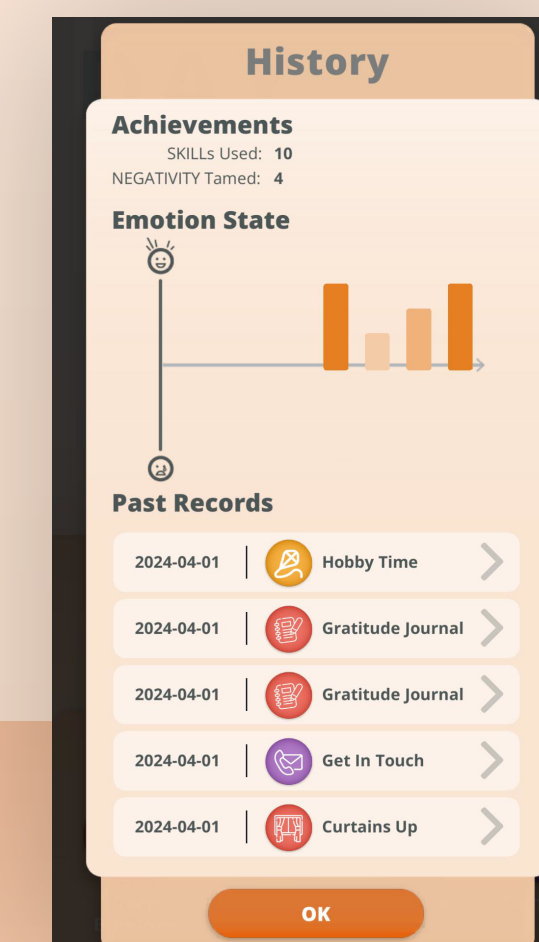 History
Achievements
SKILLs Used: 10
NEGATIVITY Tamed: 4
Emotion State
Past Records
2024-04-01 Hobby Time
2024-04-01 Gratitude Journal
2024-04-01 Gratitude Journal
2024-04-01 Get In Touch
2024-04-01 Curtains Up
OK